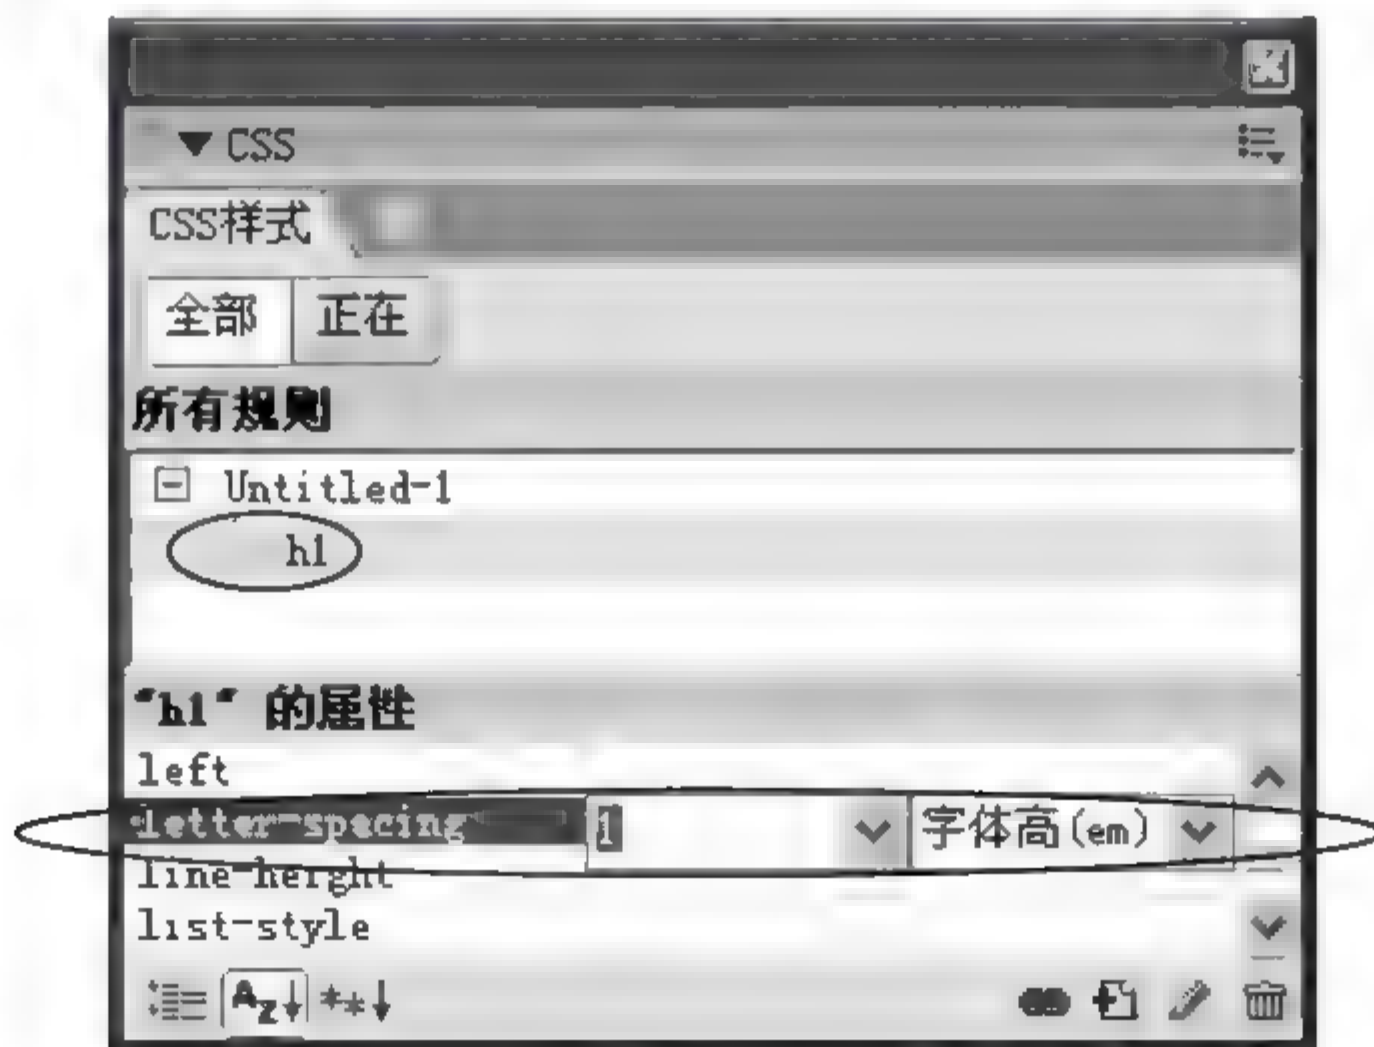 CSS
CSS样式
全部 正在
所有规则
Untitled-1
h1
"h1" 的属性
left
letter-spacing 1 字体高(em)
line-height
list-style